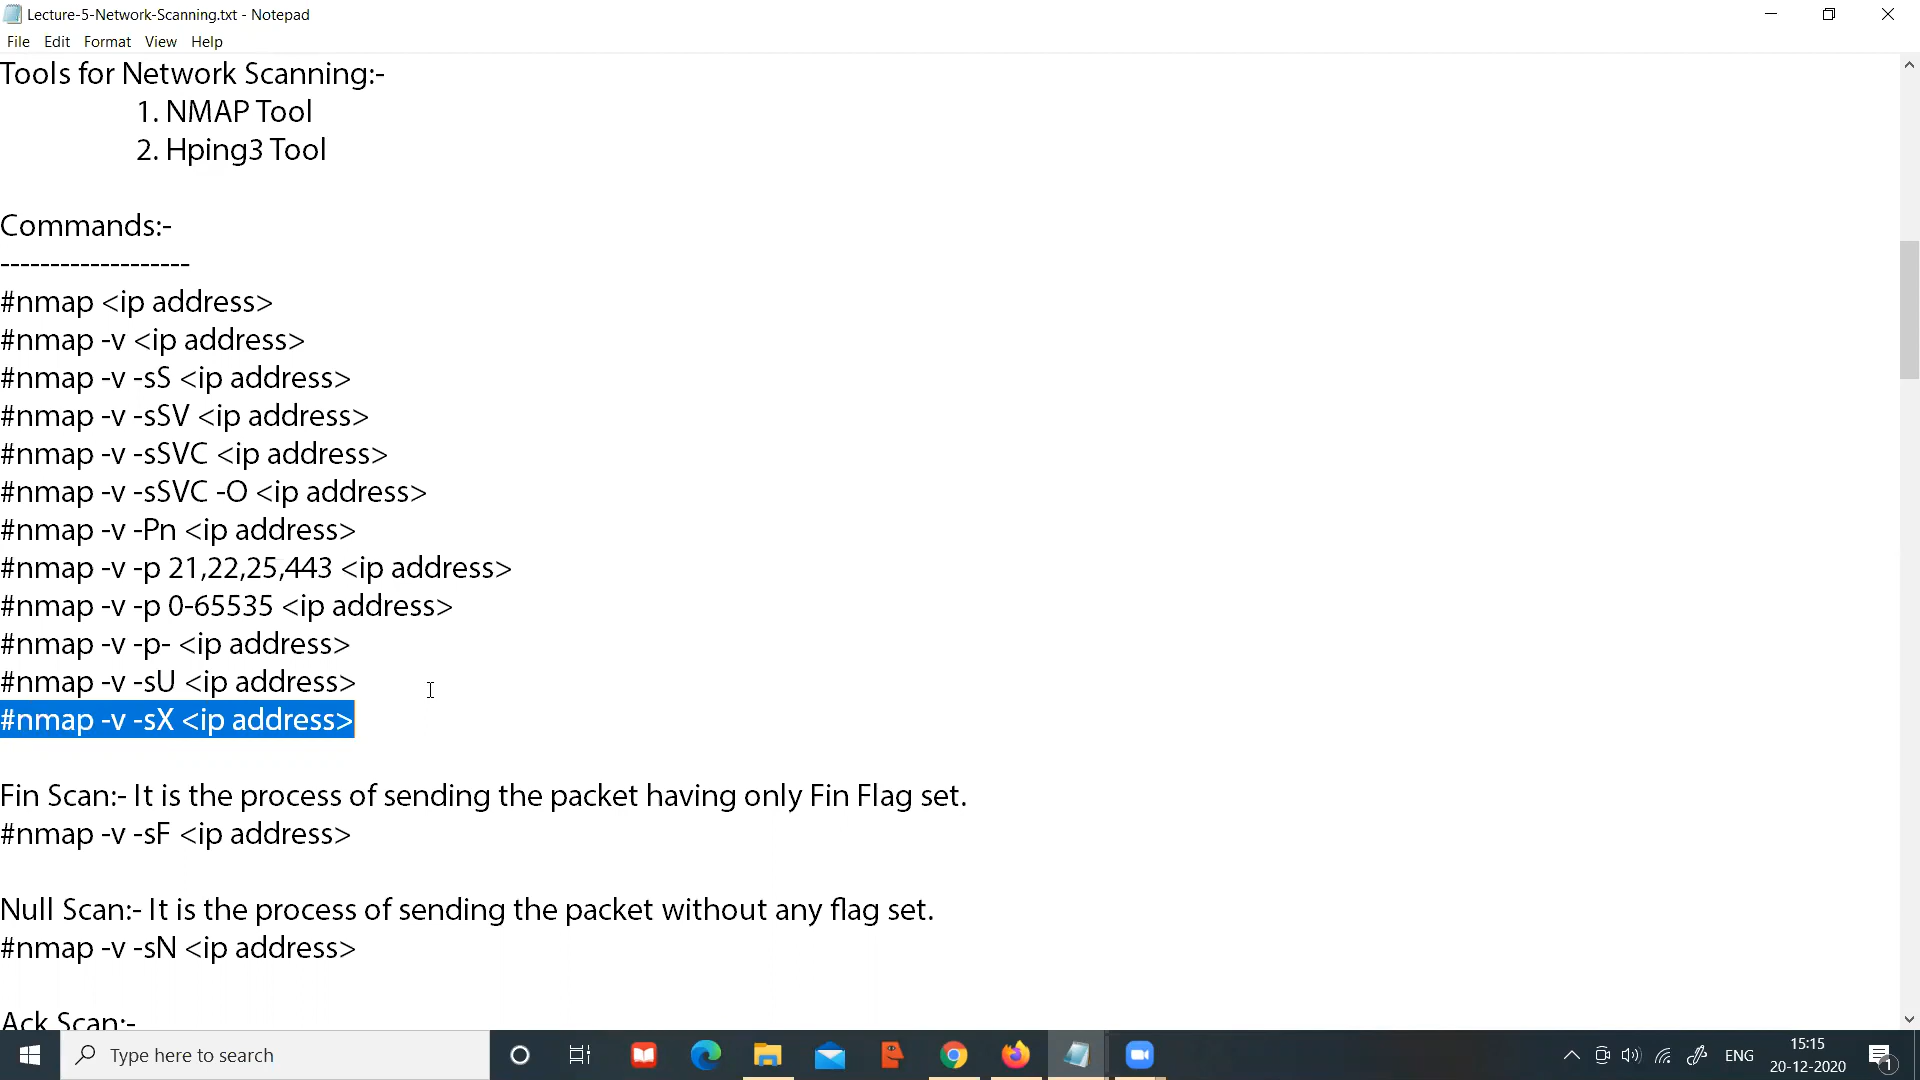 Lecture-5-Network-Scanning.txt - Notepad
File Edit Format View Help
Tools for Network Scanning:-
1. NMAP Tool
2. Hping3 Tool
Commands:-
-------------------
#nmap <ip address>
#nmap -v <ip address>
#nmap -v -sS <ip address>
#nmap -v -sSV <ip address>
#nmap -v -sSVC <ip address>
#nmap -v -sSVC -O <ip address>
#nmap -v -Pn <ip address>
#nmap -v -p 21,22,25,443 <ip address>
#nmap -v -p 0-65535 <ip address>
#nmap -v -p- <ip address>
#nmap -v -sU <ip address>
#nmap -v -sX <ip address>
Fin Scan:- It is the process of sending the packet having only Fin Flag set.
#nmap -v -sF <ip address>
Null Scan:- It is the process of sending the packet without any flag set.
#nmap -v -sN <ip address>
Ack Scan:-
Type here to search
ENG
15:15
20-12-2020
1